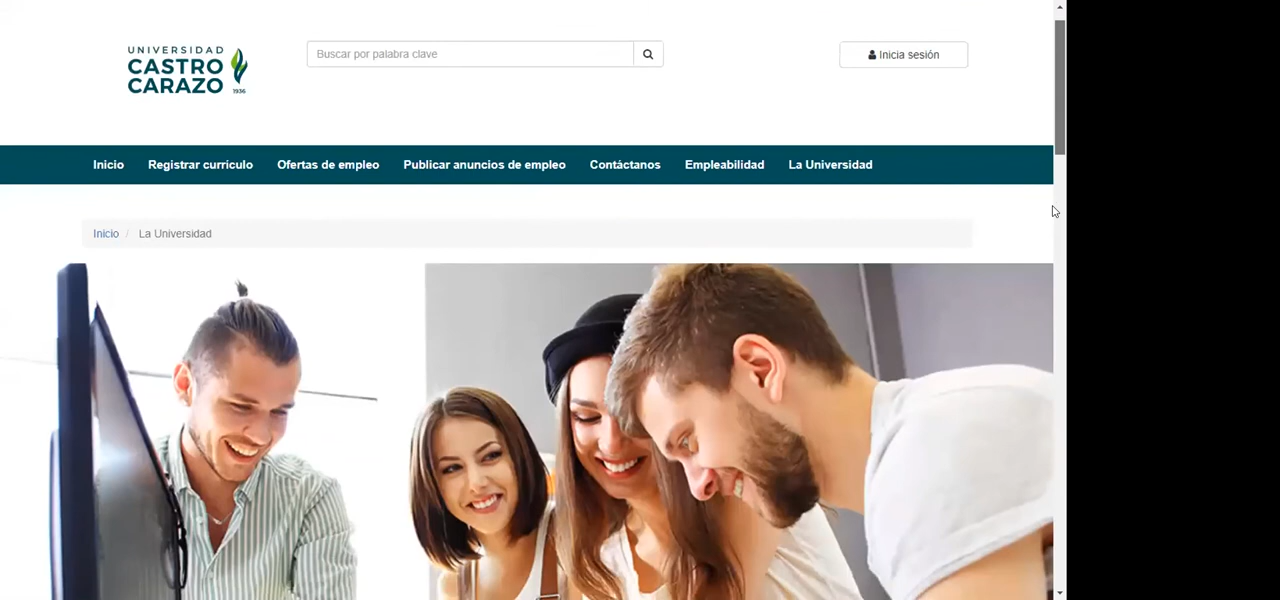 UNIVERSIDAD
CASTRO
CARAZO
1936
Buscar por palabra clave
Inicia sesión
Inicio Registrar curriculo Ofertas de empleo Publicar anuncios de empleo Contáctanos Empleabilidad La Universidad
Inicio / La Universidad